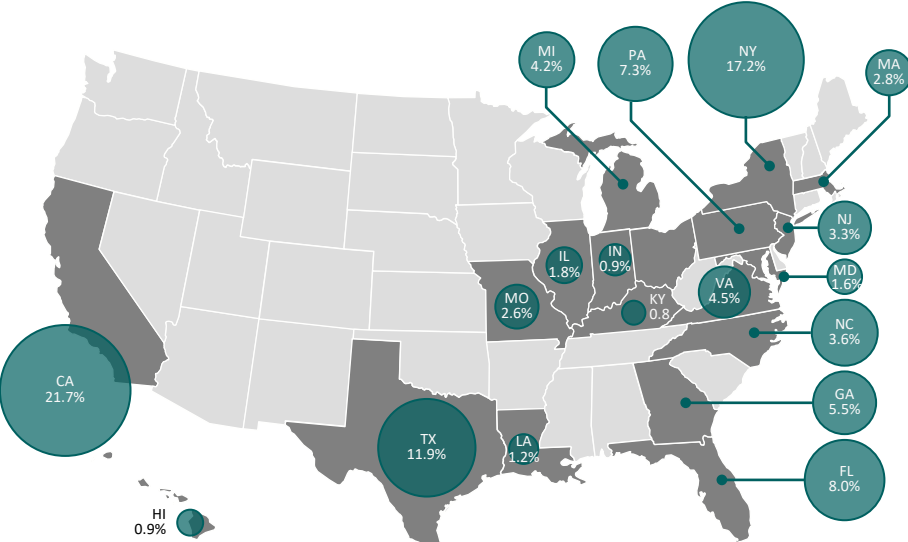 MI
4.2%
PA
7.3%
NY
17.2%
MA
2.8%
NJ
3.3%
IL
1.8%
IN
0.9%
MD
1.6%
VA
4.5%
MO
2.6%
KY
0.8
NC
3.6%
CA
21.7%
GA
5.5%
TX
11.9%
LA
1.2%
FL
8.0%
HI
0.9%